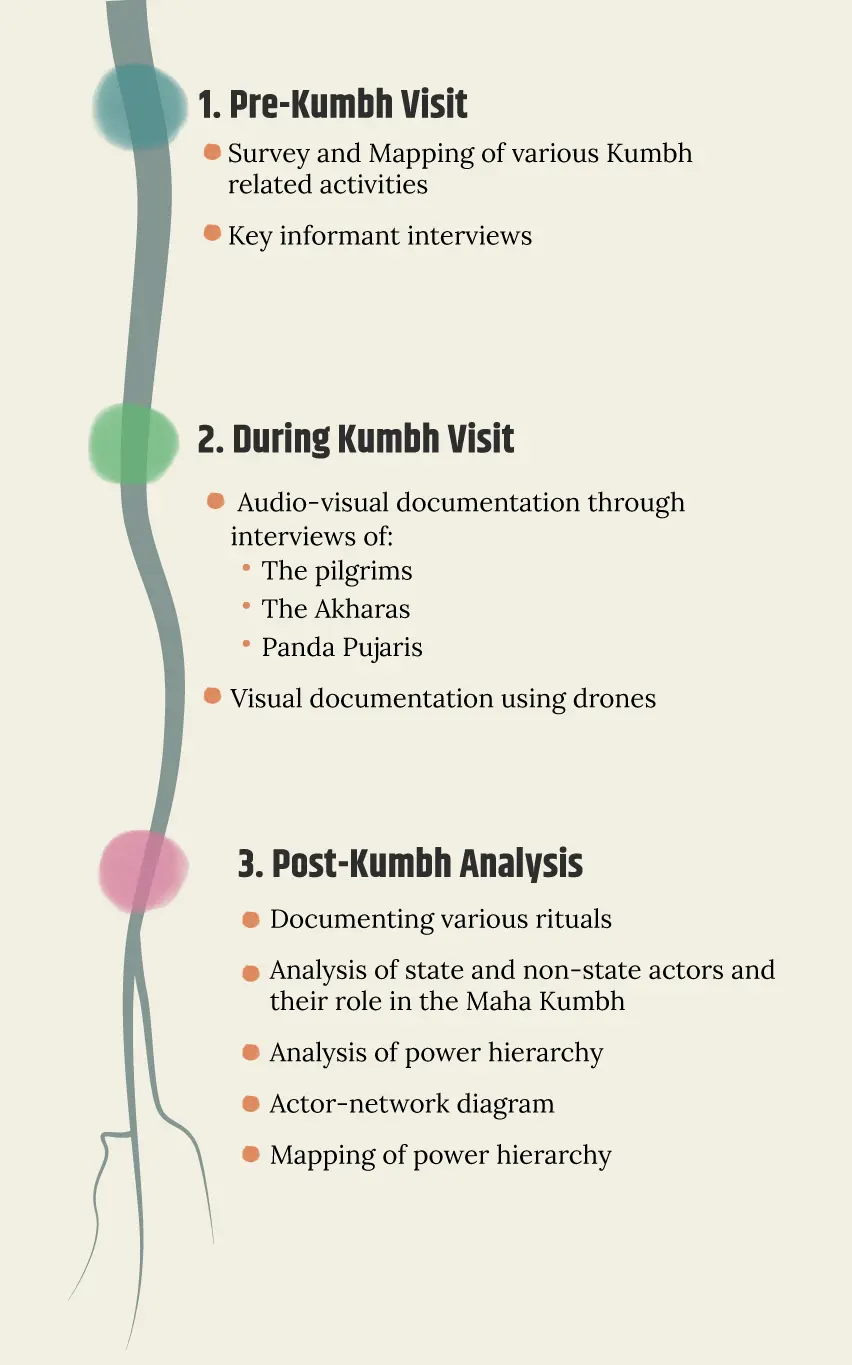 1. Pre-Kumbh Visit
Survey and Mapping of various Kumbh
related activities
Key informant interviews
2. During Kumbh Visit
Audio-visual documentation through
interviews of:
The pilgrims
The Akharas
Panda Pujaris
Visual documentation using drones
3. Post-Kumbh Analysis
Documenting various rituals
Analysis of state and non-state actors and
their role in the Maha Kumbh
Analysis of power hierarchy
Actor-network diagram
Mapping of power hierarchy